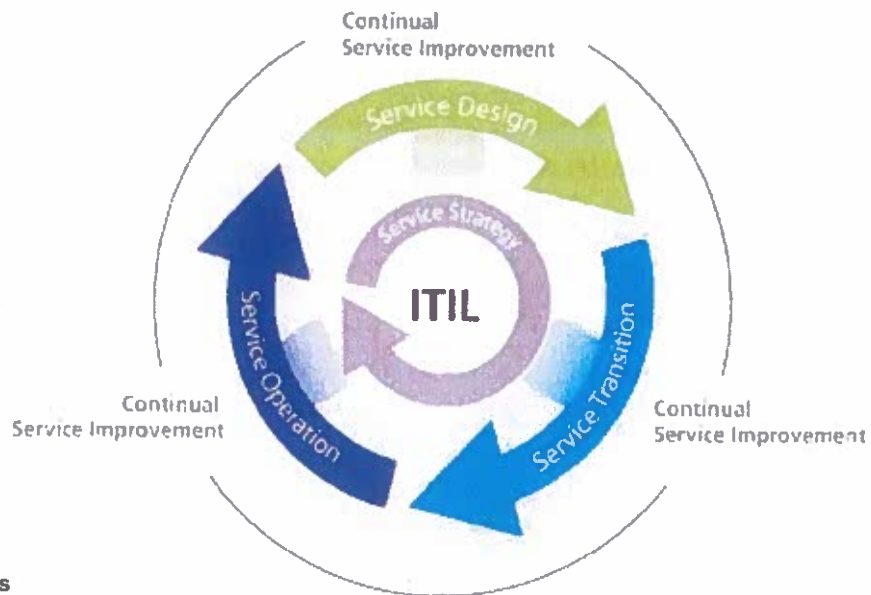 Continual
Service Improvement
Service Design
Service Strategy
ITIL
Service Transition
Service Operation
Continual
Service Improvement
Continual
Service Improvement
s